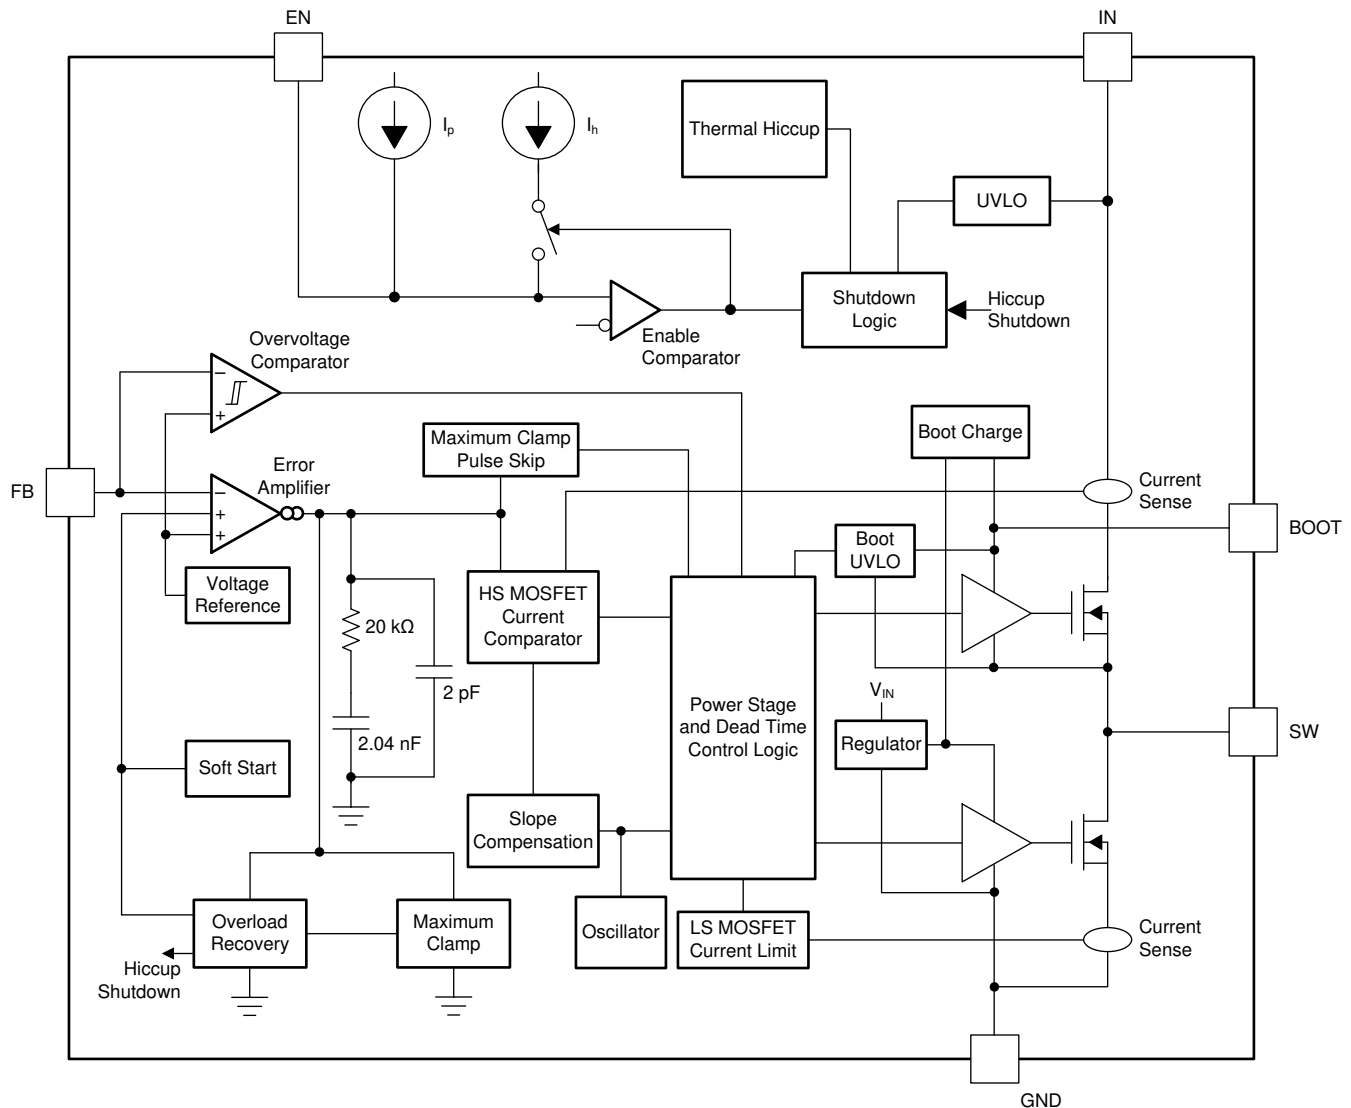 EN
IN
Ip
Ih
Thermal Hiccup
UVLO
Shutdown
Logic
Hiccup
Shutdown
Enable
Comparator
Overvoltage
Comparator
−
+
Maximum Clamp
Pulse Skip
Boot Charge
Current
Sense
FB
Error
Amplifier
−
+
+
BOOT
Boot
UVLO
Voltage
Reference
HS MOSFET
Current
Comparator
20 kΩ
2 pF
2.04 nF
Power Stage
and Dead Time
Control Logic
VIN
Regulator
SW
Soft Start
Slope
Compensation
Overload
Recovery
Maximum
Clamp
Oscillator
LS MOSFET
Current Limit
Current
Sense
Hiccup
Shutdown
GND